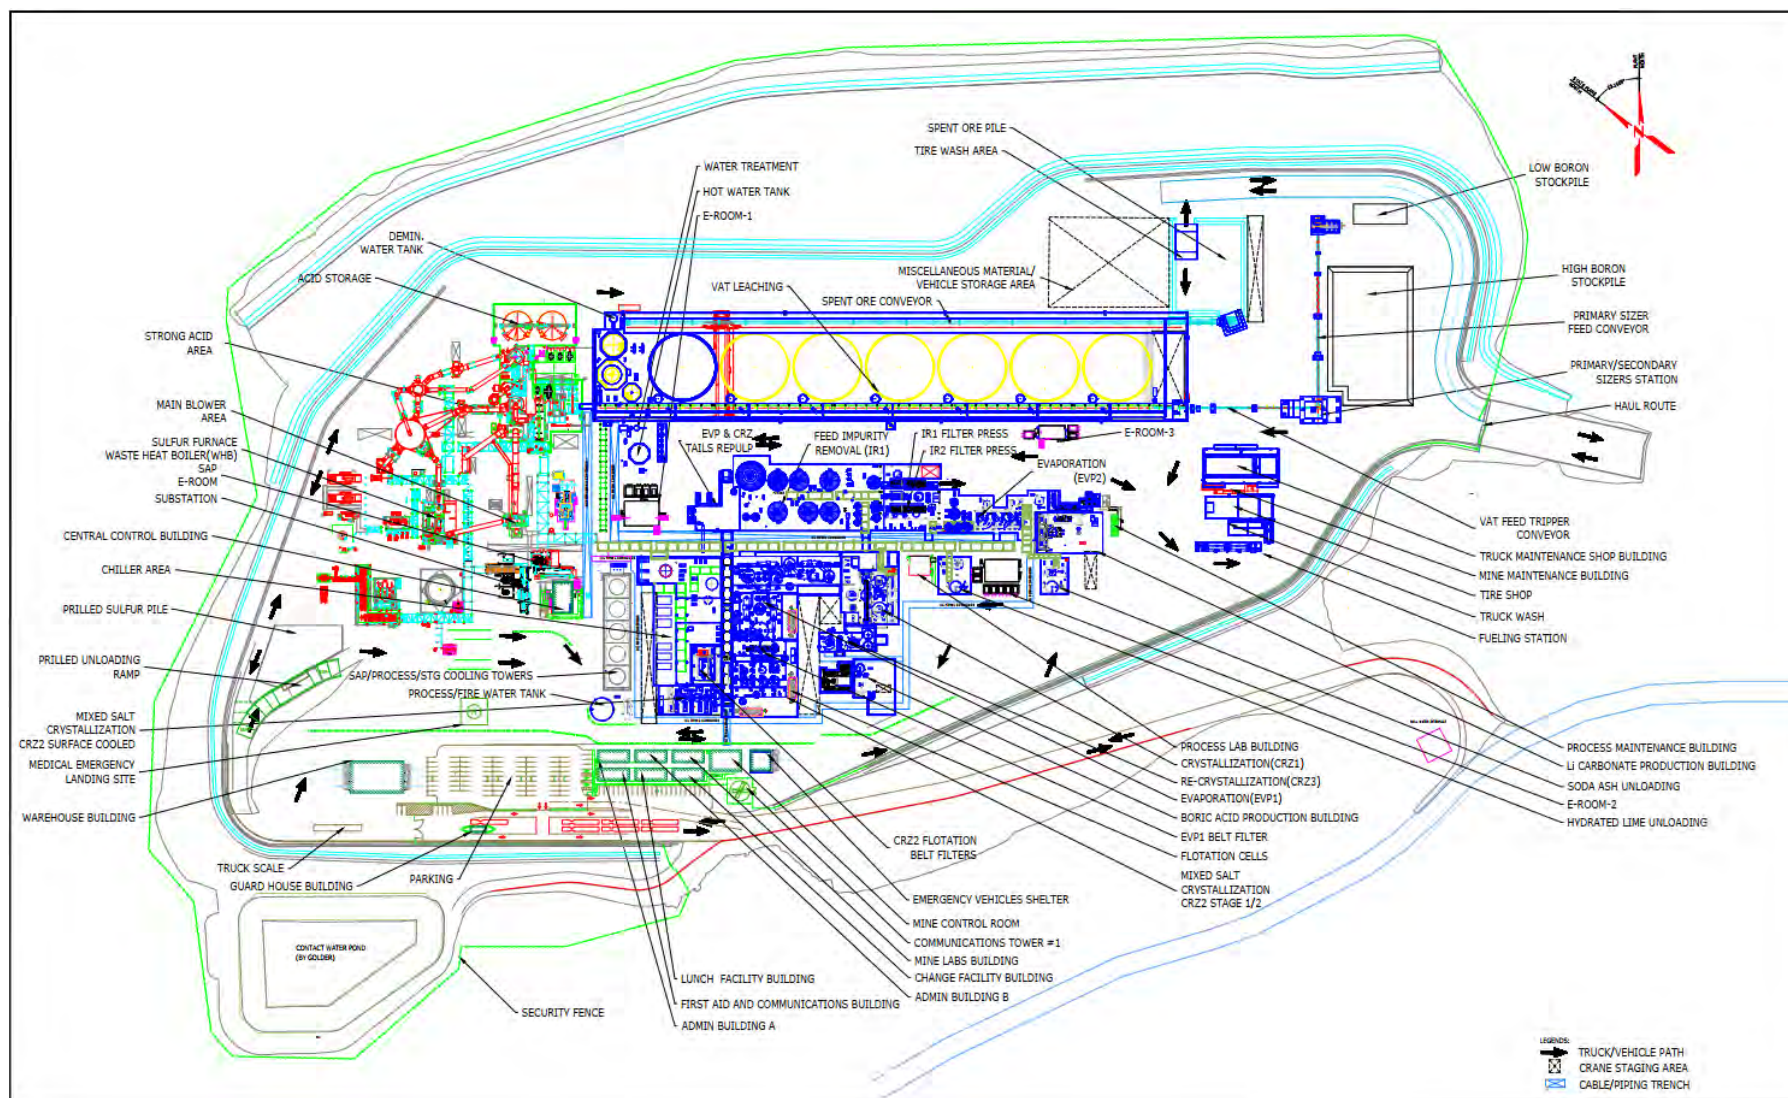 SPENT ORE PILE
TIRE WASH AREA
WATER TREATMENT
HOT WATER TANK
E-ROOM-1
LOW BORON
STOCKPILE
DEMIN.
WATER TANK
ACID STORAGE
MISCELLANEOUS MATERIAL/
VEHICLE STORAGE AREA
VAT LEACHING
SPENT ORE CONVEYOR
HIGH BORON
STOCKPILE
PRIMARY SIZER
FEED CONVEYOR
STRONG ACID
AREA
PRIMARY/SECONDARY
SIZERS STATION
HAUL ROUTE
MAIN BLOWER
AREA
EVP & CRZ
TAILS REPULP
FEED IMPURITY
REMOVAL (IR1)
IR1 FILTER PRESS
IR2 FILTER PRESS
E-ROOM-3
EVAPORATION
(EVP2)
SULFUR FURNACE
WASTE HEAT BOILER(WHB)
SAP
E-ROOM
SUBSTATION
CENTRAL CONTROL BUILDING
CHILLER AREA
PRILLED SULFUR PILE
PRILLED UNLOADING
RAMP
VAT FEED TRIPPER
CONVEYOR
TRUCK MAINTENANCE SHOP BUILDING
MINE MAINTENANCE BUILDING
TIRE SHOP
TRUCK WASH
FUELING STATION
SAP/PROCESS/STG COOLING TOWERS
PROCESS/FIRE WATER TANK
MIXED SALT
CRYSTALLIZATION
CRZ2 SURFACE COOLED
MEDICAL EMERGENCY
LANDING SITE
WAREHOUSE BUILDING
TRUCK SCALE
GUARD HOUSE BUILDING
PARKING
CRZ2 FLOTATION
BELT FILTERS
PROCESS LAB BUILDING
CRYSTALLIZATION(CRZ1)
RE-CRYSTALLIZATION(CRZ3)
EVAPORATION(EVP1)
BORIC ACID PRODUCTION BUILDING
EVP1 BELT FILTER
FLOTATION CELLS
MIXED SALT
CRYSTALLIZATION
CRZ2 STAGE 1/2
PROCESS MAINTENANCE BUILDING
Li CARBONATE PRODUCTION BUILDING
SODA ASH UNLOADING
E-ROOM-2
HYDRATED LIME UNLOADING
EMERGENCY VEHICLES SHELTER
MINE CONTROL ROOM
COMMUNICATIONS TOWER #1
MINE LABS BUILDING
CHANGE FACILITY BUILDING
ADMIN BUILDING B
LUNCH FACILITY BUILDING
FIRST AID AND COMMUNICATIONS BUILDING
ADMIN BUILDING A
CONTACT WATER POND
(BY GOLDER)
SECURITY FENCE
LEGENDS:
TRUCK/VEHICLE PATH
CRANE STAGING AREA
CABLE/PIPING TRENCH